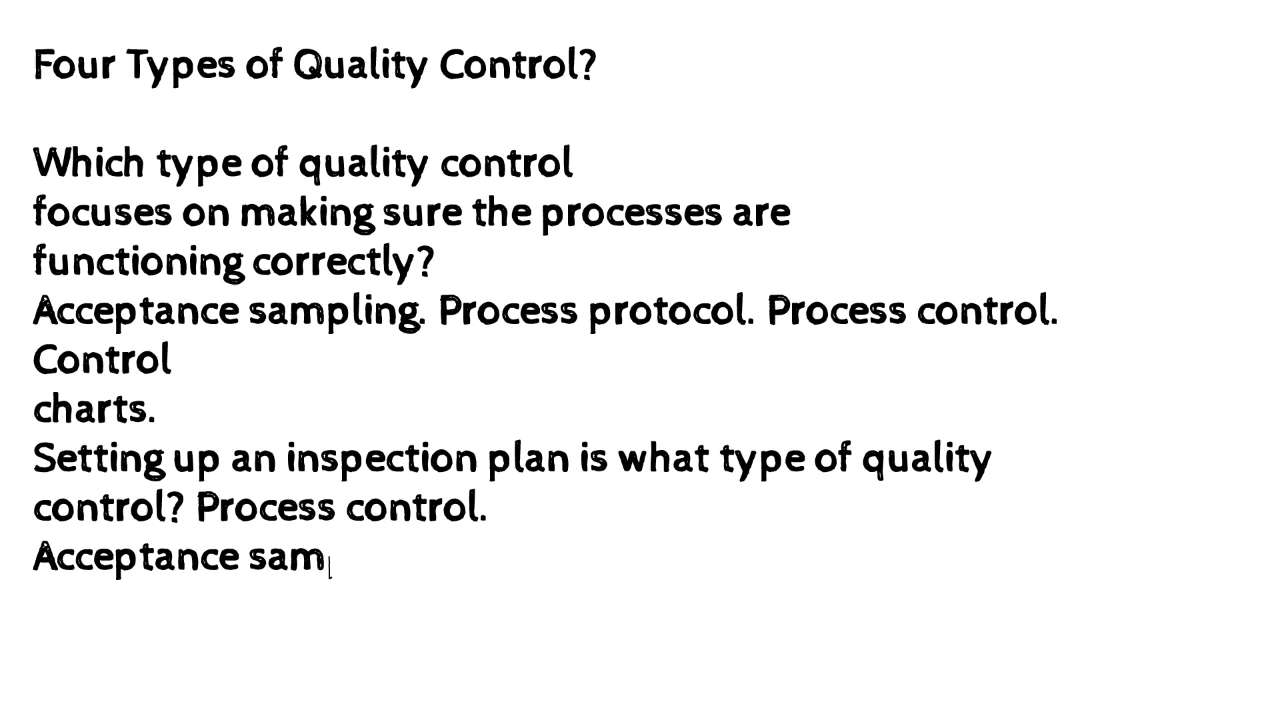 Four Types of Quality Control?
Which type of quality control
focuses on making sure the processes are
functioning correctly?
Acceptance sampling. Process protocol. Process control.
Control
charts.
Setting up an inspection plan is what type of quality
control? Process control.
Acceptance sam